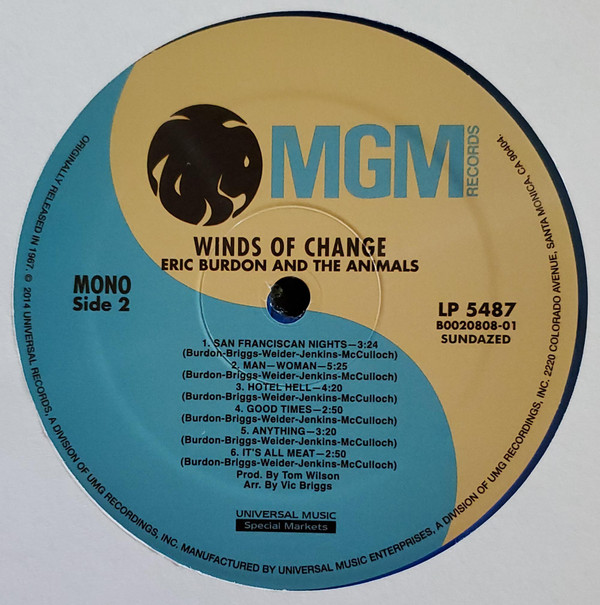 MGM
RECORDS
WINDS OF CHANGE
ERIC BURDON AND THE ANIMALS
MONO
Side 2
LP 5487
B0020808-01
SUNDAZED
1. SAN FRANCISCAN NIGHTS—3:24
(Burdon-Briggs-Weider-Jenkins-McCulloch)
2. MAN—WOMAN—5:25
(Burdon-Briggs-Weider-Jenkins-McCulloch)
3. HOTEL HELL—4:20
(Burdon-Briggs-Weider-Jenkins-McCulloch)
4. GOOD TIMES—2:50
(Burdon-Briggs-Weider-Jenkins-McCulloch)
5. ANYTHING—3:20
(Burdon-Briggs-Weider-Jenkins-McCulloch)
6. IT'S ALL MEAT—2:50
(Burdon-Briggs-Weider-Jenkins-McCulloch)
Prod. By Tom Wilson
Arr. By Vic Briggs
UNIVERSAL MUSIC
Special Markets
ORIGINALLY RELEASED IN 1967. © 2014 UNIVERSAL RECORDS, A DIVISION OF UMG RECORDINGS, INC. MANUFACTURED BY UNIVERSAL MUSIC ENTERPRISES, A DIVISION OF UMG RECORDINGS, INC. 2220 COLORADO AVENUE, SANTA MONICA, CA 90404.